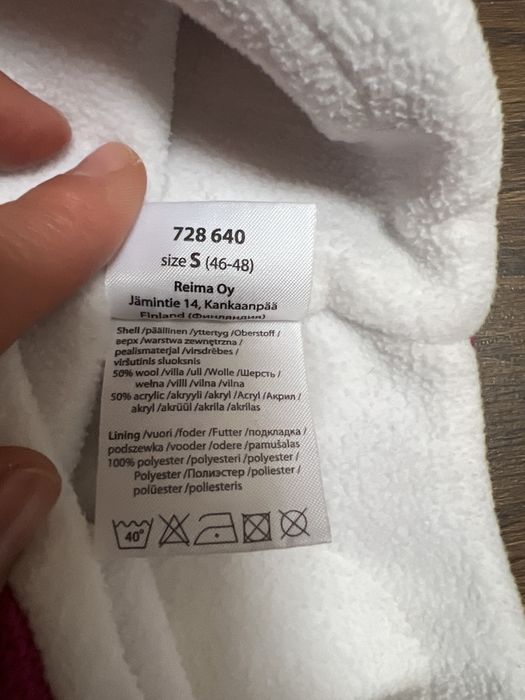 728 640
size S (46-48)
Reima Oy
Jämintie 14, Kankaanpää
Finland (Финляндия)
Shell /päällinen /yttertyg /Oberstoff /
верх /warstwa zewnętrzna /
pealismaterjal /virsdrēbes /
viršutinis sluoksnis
50% wool /villa /ull /Wolle /Шерсть /
wełna /villl /vilna /vilna
50% acrylic /akryyli /akryl /Acryl /Акрил /
akryl /akrüül /akrila /akrilas
Lining /vuori /foder /Futter /подкладка /
podszewka /vooder /odere /pamušalas
100% polyester /polyesteri /polyester /
Polyester /Полиэстер /poliester /
polüester /poliesteris
40°